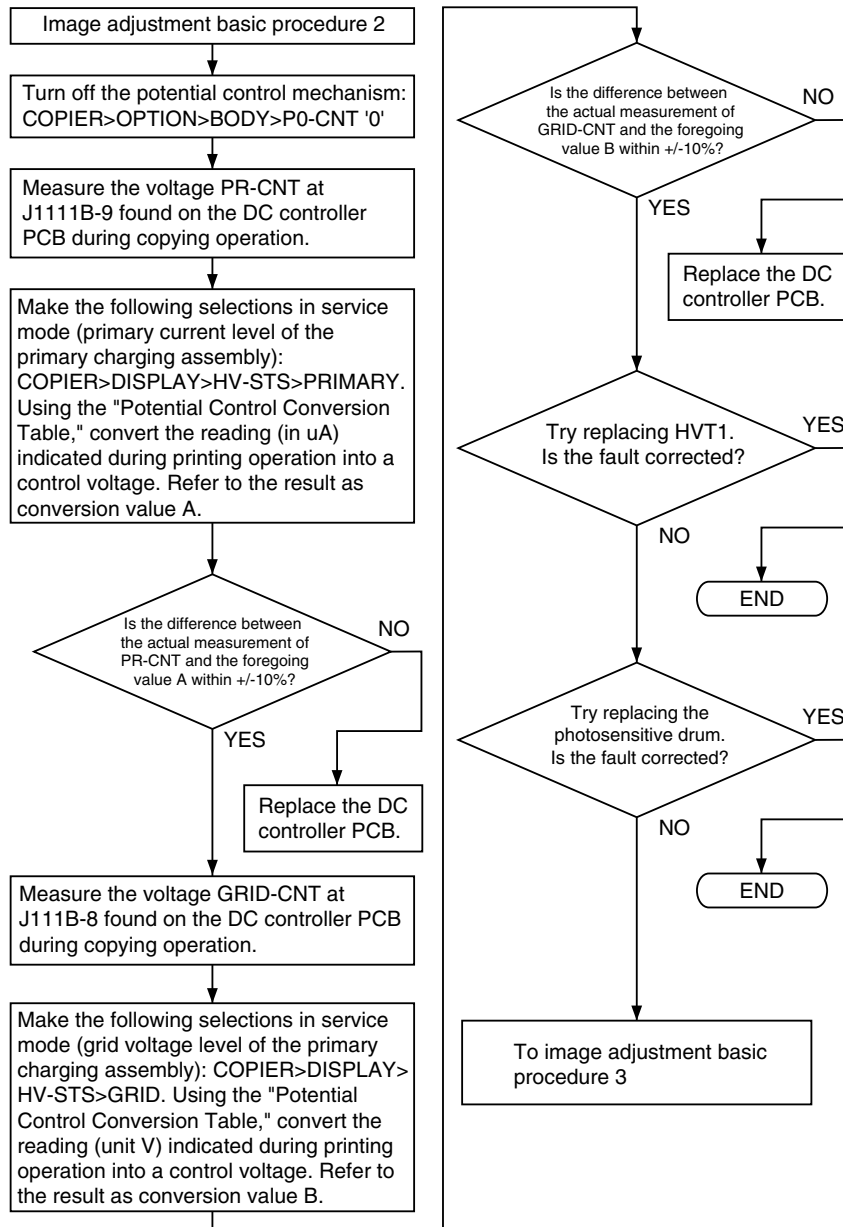 Image adjustment basic procedure 2
Turn off the potential control mechanism:
COPIER>OPTION>BODY>P0-CNT '0'
Measure the voltage PR-CNT at
J1111B-9 found on the DC controller
PCB during copying operation.
Make the following selections in service
mode (primary current level of the
primary charging assembly):
COPIER>DISPLAY>HV-STS>PRIMARY.
Using the "Potential Control Conversion
Table," convert the reading (in uA)
indicated during printing operation into a
control voltage. Refer to the result as
conversion value A.
Is the difference between
the actual measurement of
PR-CNT and the foregoing
value A within +/-10%?
NO
YES
Replace the DC
controller PCB.
Measure the voltage GRID-CNT at
J111B-8 found on the DC controller PCB
during copying operation.
Make the following selections in service
mode (grid voltage level of the primary
charging assembly): COPIER>DISPLAY>
HV-STS>GRID. Using the "Potential
Control Conversion Table," convert the
reading (unit V) indicated during printing
operation into a control voltage. Refer to
the result as conversion value B.
Is the difference between
the actual measurement of
GRID-CNT and the foregoing
value B within +/-10%?
NO
YES
Replace the DC
controller PCB.
Try replacing HVT1.
Is the fault corrected?
YES
NO
END
Try replacing the
photosensitive drum.
Is the fault corrected?
YES
NO
END
To image adjustment basic
procedure 3